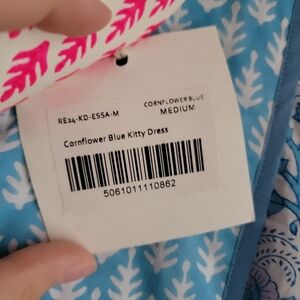 RE24-KD-ESSA-M
CORNFLOWER BLUE
MEDIUM
Cornflower Blue Kitty Dress
5061011110862